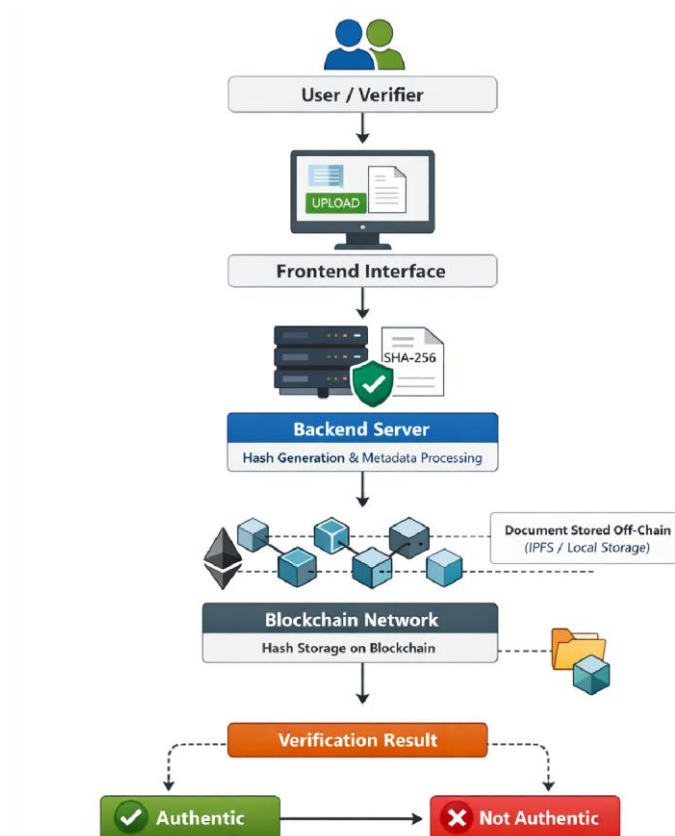 User / Verifier
UPLOAD
Frontend Interface
SHA-256
Backend Server
Hash Generation & Metadata Processing
Document Stored Off-Chain
(IPFS / Local Storage)
Blockchain Network
Hash Storage on Blockchain
Verification Result
Authentic
Not Authentic